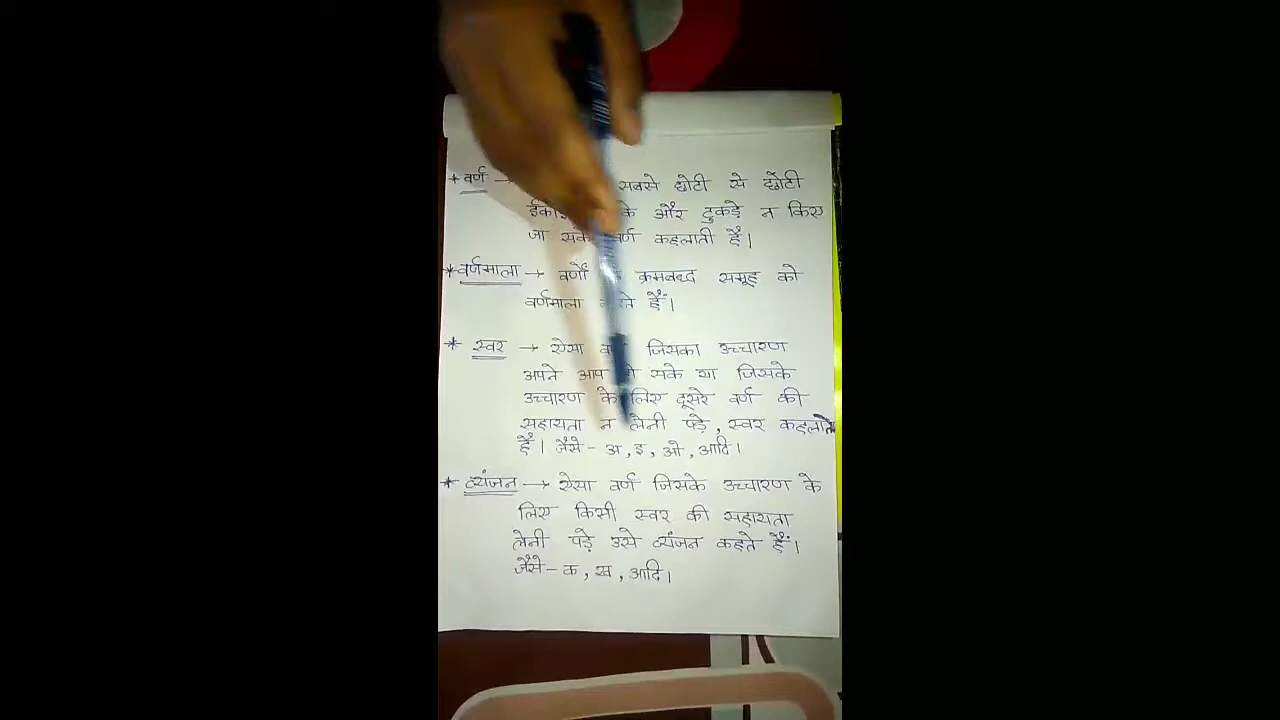 * वर्ण → सबसे छोटी से छोटी
के और टुकड़े न किए
जा सके वर्ण कहलाती है।
* वर्णमाला → वर्णों क्रमबध्द समूह को
वर्णमाला हैं।
* स्वर → ऐसा जिसका उच्चारण
अपने आप हो सके या जिसके
उच्चारण के लिए दूसरे वर्ण की
सहायता न लेनी पड़े, स्वर कहलाते
हैं। जैसे - अ, इ, ओ, आदि।
* व्यंजन → ऐसा वर्ण जिसके उच्चारण के
लिए किसी स्वर की सहायता
लेनी पड़े उसे व्यंजन कहते हैं।
जैसे - क, ख, आदि।